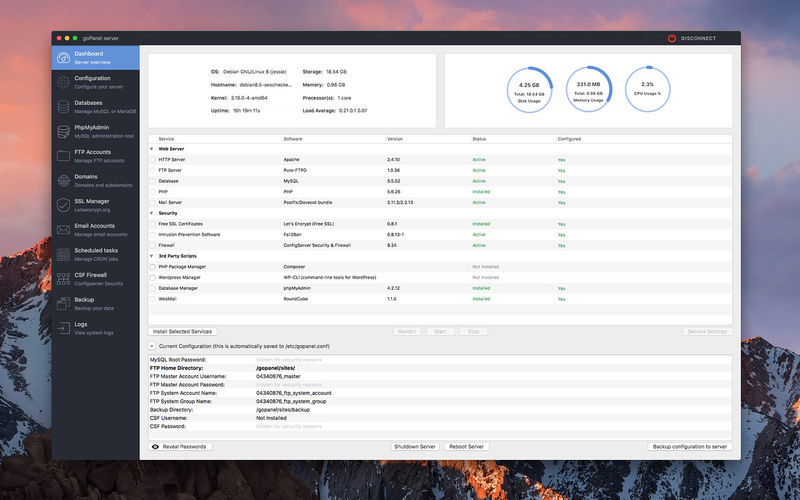 goPanel server
DISCONNECT
Dashboard
Server overview
Configuration
Configure your server
Databases
Manage MySQL or MariaDB
PhpMyAdmin
MySQL administration tool
FTP Accounts
Manage FTP accounts
Domains
Domains and subdomains
SSL Manager
Letsencrypt.org
Email Accounts
Manage email accounts
Scheduled tasks
Manage CRON jobs
CSF Firewall
Configserver Security
Backup
Backup your data
Logs
View system logs
OS: Debian GNU/Linux 8 (jessie) Storage: 18.54 GB
Hostname: debian8.5-seochecke... Memory: 0.98 GB
Kernel: 3.16.0-4-amd64 Processor(s): 1 core
Uptime: 16h 19m 11s Load Average: 0.21 0.1 0.07
4.25 GB
Total: 18.54 GB
Disk Usage
331.0 MB
Total: 0.98 GB
Memory Usage
2.3%
CPU Usage %
Service Software Version Status Configured
Web Server
HTTP Server Apache 2.4.10 Active Yes
FTP Server Pure-FTPD 1.0.36 Active Yes
Database MySQL 5.5.52 Active Yes
PHP PHP 5.6.26 Installed Yes
Mail Server Postfix/Dovecot bundle 2.11.3/2.2.13 Active Yes
Security
Free SSL Certificates Let's Encrypt (Free SSL) 0.8.1 Installed Yes
Intrusion Prevention Software Fail2Ban 0.8.13-1 Active Yes
Firewall ConfigServer Security & Firewall 9.24 Active Yes
3rd Party Scripts
PHP Package Manager Composer Not Installed
Wordpress Manager WP-CLI (command-line tools for WordPress) Not Installed
Database Manager phpMyAdmin 4.2.12 Installed Yes
WebMail RoundCube 1.1.5 Installed Yes
Install Selected Services Restart Start Stop Service Settings
Current Configuration (this is automatically saved to /etc/gopanel.conf)
MySQL Root Password: hidden for security reasons
FTP Home Directory: /gopanel/sites/
FTP Master Account Username: 04340876_master
FTP Master Account Password: hidden for security reasons
FTP System Account Name: 04340876_ftp_system_account
FTP System Group Name: 04340876_ftp_system_group
Backup Directory: /gopanel/sites/backup
CSF Username: Not installed
CSF Password: hidden for security reasons
Reveal Passwords Shutdown Server Reboot Server Backup configuration to server